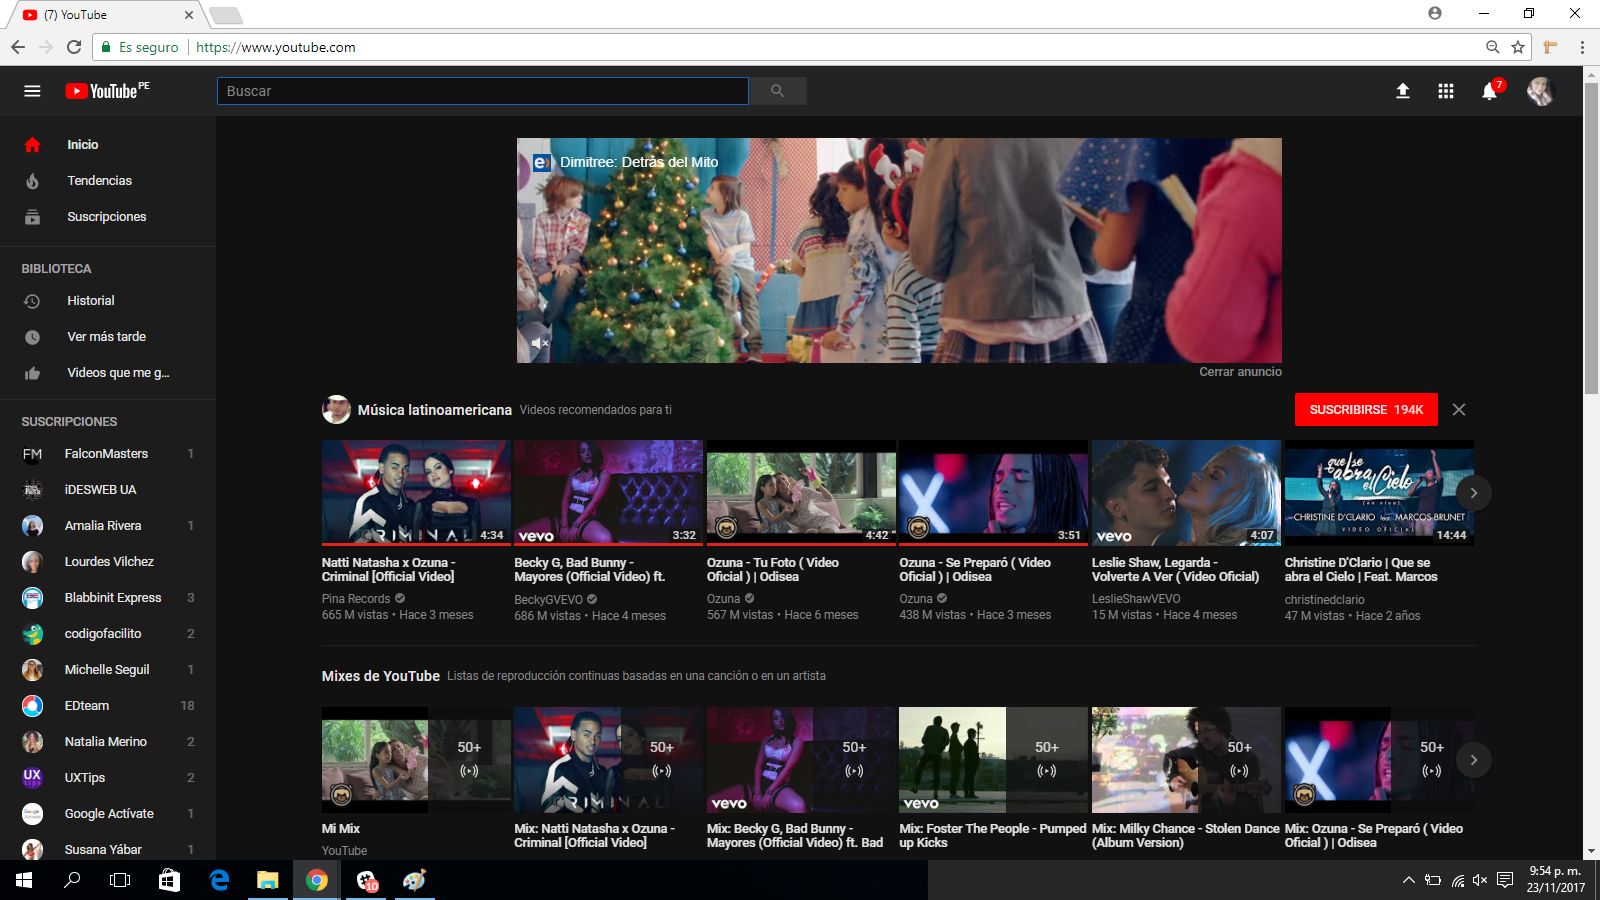 (7) YouTube
Es seguro https://www.youtube.com
YouTube PE
Buscar
7
Inicio
Tendencias
Suscripciones
BIBLIOTECA
Historial
Ver más tarde
Videos que me g...
SUSCRIPCIONES
FalconMasters 1
iDESWEB UA
Amalia Rivera 1
Lourdes Vilchez
Blabbinit Express 3
codigofacilito 2
Michelle Seguil 1
EDteam 18
Natalia Merino 2
UXTips 2
Google Actívate 1
Susana Yábar 1
Dimitree: Detrás del Mito
Cerrar anuncio
Música latinoamericana Videos recomendados para ti
SUSCRIBIRSE 194K
CRIMINAL 4:34
vevo 3:32
4:42
3:51
vevo 4:07
que se abra el Cielo
CHRISTINE D'CLARIO feat. MARCOS BRUNET
VIDEO OFICIAL
14:44
Natti Natasha x Ozuna - Criminal [Official Video]
Pina Records
665 M vistas • Hace 3 meses
Becky G, Bad Bunny - Mayores (Official Video) ft.
BeckyGVEVO
686 M vistas • Hace 4 meses
Ozuna - Tu Foto ( Video Oficial ) | Odisea
Ozuna
567 M vistas • Hace 6 meses
Ozuna - Se Preparó ( Video Oficial ) | Odisea
Ozuna
438 M vistas • Hace 3 meses
Leslie Shaw, Legarda - Volverte A Ver ( Video Oficial)
LeslieShawVEVO
15 M vistas • Hace 4 meses
Christine D'Clario | Que se abra el Cielo | Feat. Marcos
christinedclario
47 M vistas • Hace 2 años
Mixes de YouTube Listas de reproducción continuas basadas en una canción o en un artista
50+
50+
CRIMINAL
50+
vevo
50+
vevo
50+
50+
Mi Mix
YouTube
Mix: Natti Natasha x Ozuna - Criminal [Official Video]
Mix: Becky G, Bad Bunny - Mayores (Official Video) ft. Bad
Mix: Foster The People - Pumped up Kicks
Mix: Milky Chance - Stolen Dance (Album Version)
Mix: Ozuna - Se Preparó ( Video Oficial ) | Odisea
10
9:54 p. m.
23/11/2017